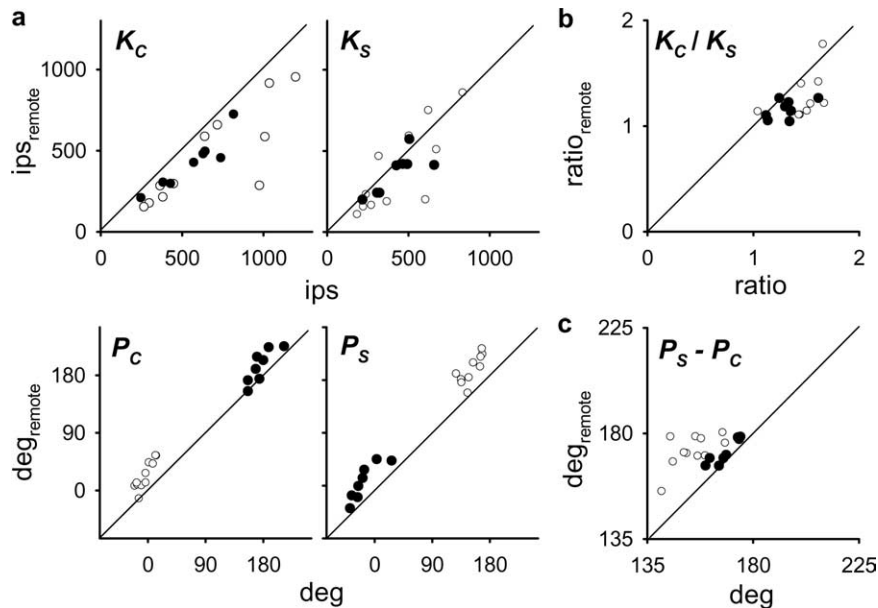 a
b
K_C
K_S
K_C / K_S
ips_remote
1000
500
0
0
500
1000
0
500
1000
ips
ratio_remote
2
1
0
0
1
2
ratio
c
P_C
P_S
P_S - P_C
deg_remote
180
90
0
0
90
180
0
90
180
deg
deg_remote
225
180
135
135
180
225
deg